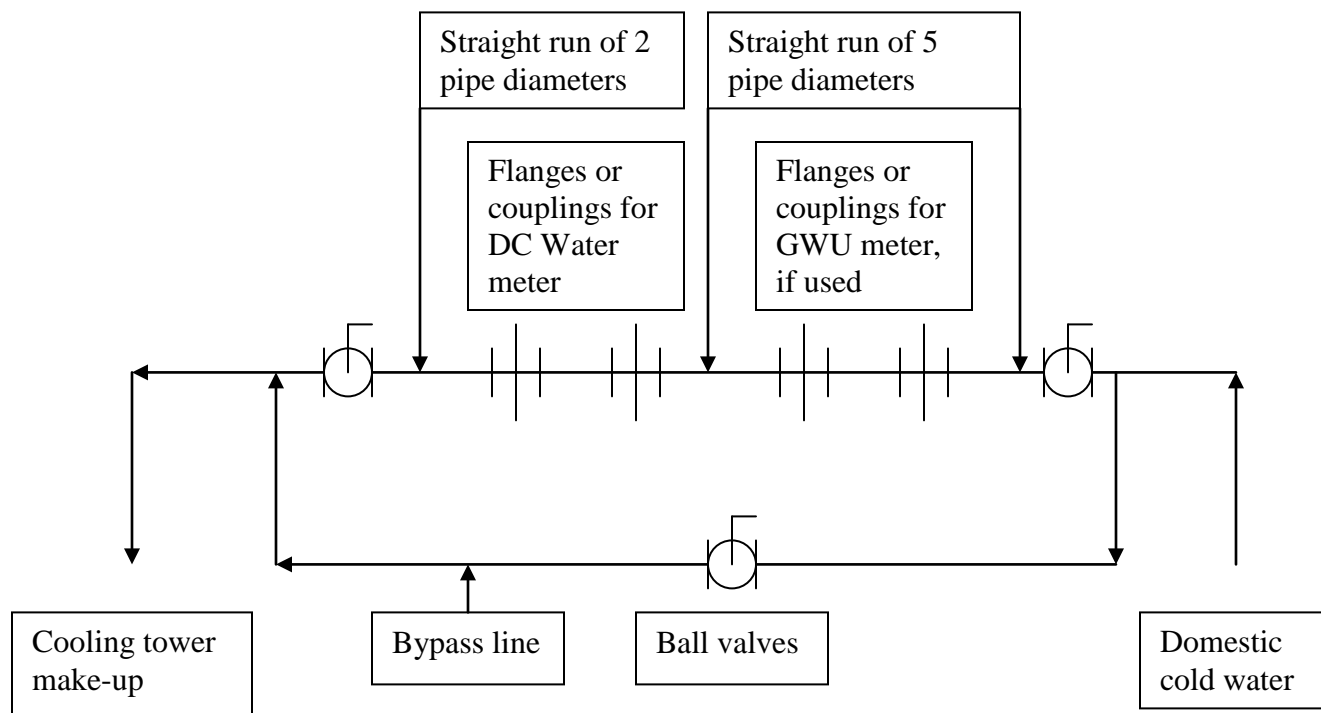 Straight run of 2
pipe diameters
Straight run of 5
pipe diameters
Flanges or
couplings for
DC Water
meter
Flanges or
couplings for
GWU meter,
if used
Cooling tower
make-up
Bypass line
Ball valves
Domestic
cold water